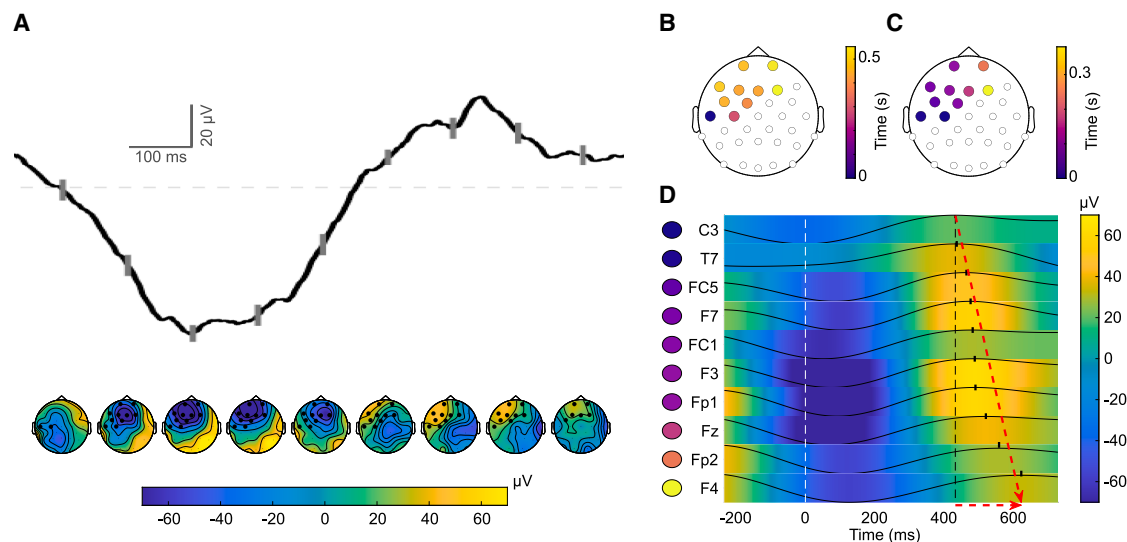 A
20 µV
100 ms
-60 -40 -20 0 20 40 60
µV
B
0.5
0
Time (s)
C
0.3
0
Time (s)
D
C3
T7
FC5
F7
FC1
F3
Fp1
Fz
Fp2
F4
-200 0 200 400 600
Time (ms)
µV
60
40
20
0
-20
-40
-60